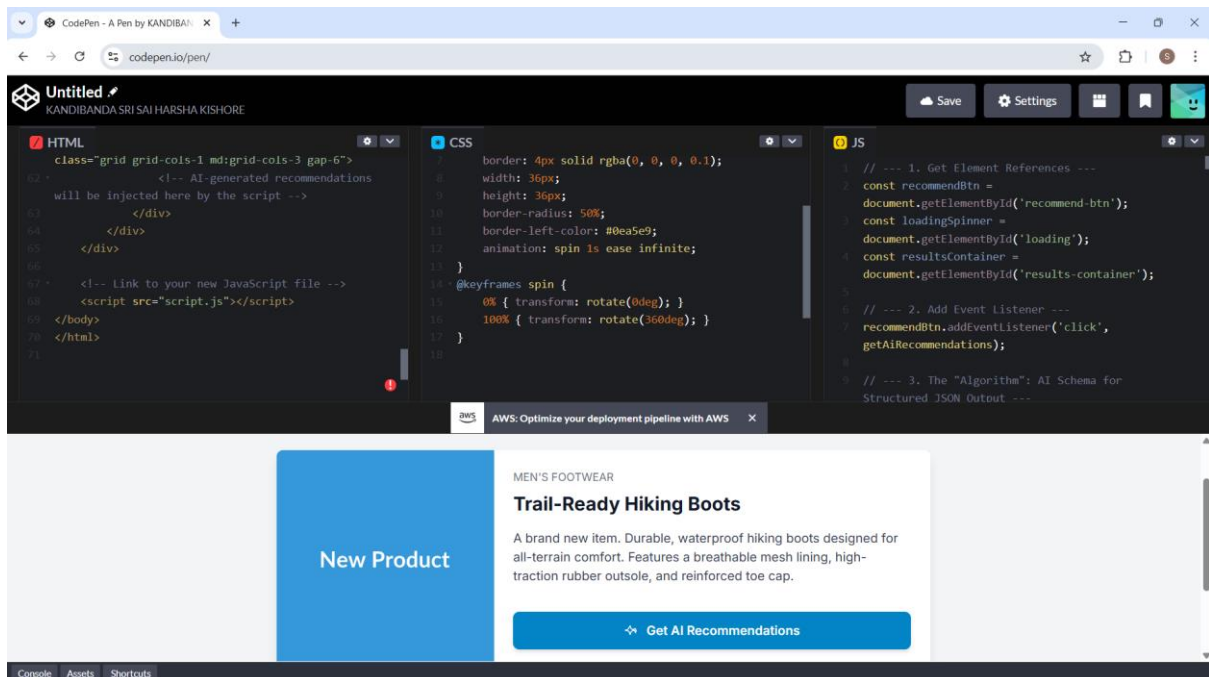 CodePen - A Pen by KANDIBAN
codepen.io/pen/
S
Untitled
KANDIBANDA SRI SAI HARSHA KISHORE
Save
Settings
HTML
class="grid grid-cols-1 md:grid-cols-3 gap-6">
62 <!-- AI-generated recommendations
will be injected here by the script -->
63 </div>
64 </div>
65 </div>
66
67 <!-- Link to your new JavaScript file -->
68 <script src="script.js"></script>
69 </body>
70 </html>
71
CSS
7 border: 4px solid rgba(0, 0, 0, 0.1);
8 width: 36px;
9 height: 36px;
10 border-radius: 50%;
11 border-left-color: #0ea5e9;
12 animation: spin 1s ease infinite;
13 }
14 @keyframes spin {
15 0% { transform: rotate(0deg); }
16 100% { transform: rotate(360deg); }
17 }
18
JS
1 // --- 1. Get Element References ---
2 const recommendBtn =
document.getElementById('recommend-btn');
3 const loadingSpinner =
document.getElementById('loading');
4 const resultsContainer =
document.getElementById('results-container');
5
6 // --- 2. Add Event Listener ---
7 recommendBtn.addEventListener('click',
getAiRecommendations);
8
9 // --- 3. The "Algorithm": AI Schema for
Structured JSON Output ---
aws
AWS: Optimize your deployment pipeline with AWS
New Product
MEN'S FOOTWEAR
Trail-Ready Hiking Boots
A brand new item. Durable, waterproof hiking boots designed for
all-terrain comfort. Features a breathable mesh lining, high-
traction rubber outsole, and reinforced toe cap.
Get AI Recommendations
Console Assets Shortcuts